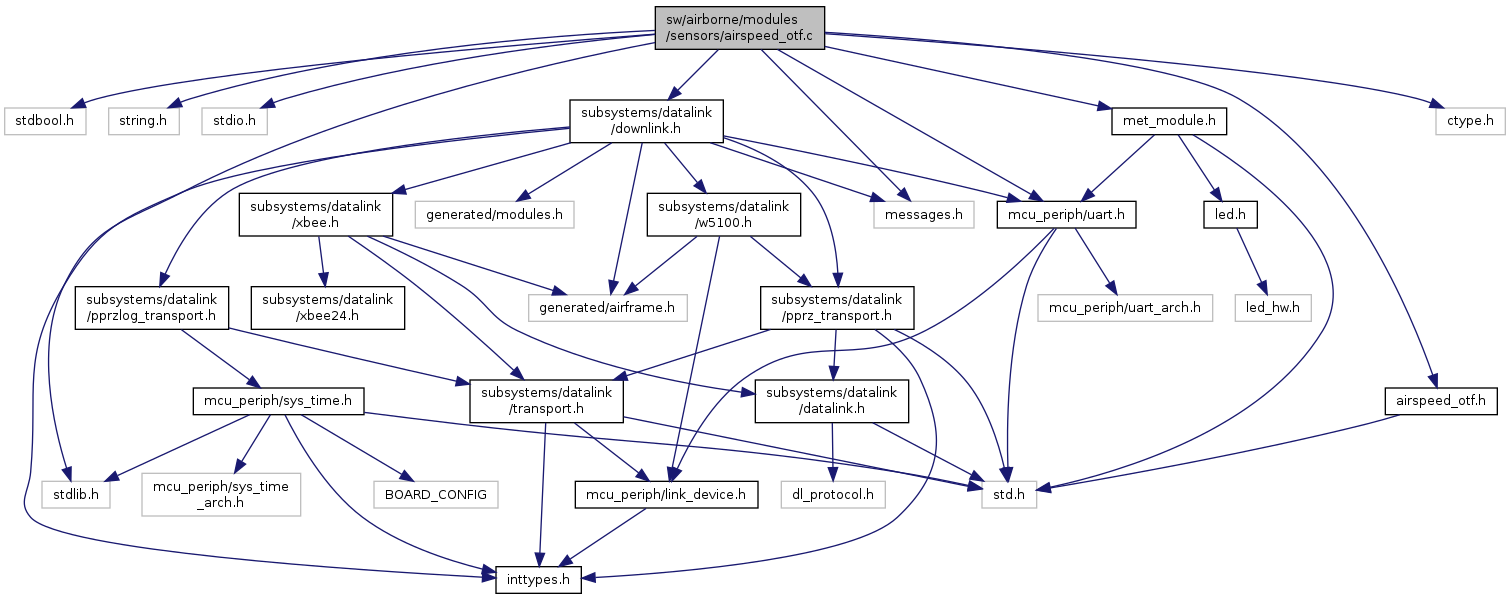 sw/airborne/modules
/sensors/airspeed_otf.c
stdbool.h
string.h
stdio.h
subsystems/datalink
/downlink.h
met_module.h
ctype.h
subsystems/datalink
/xbee.h
generated/modules.h
subsystems/datalink
/w5100.h
messages.h
mcu_periph/uart.h
led.h
subsystems/datalink
/pprzlog_transport.h
subsystems/datalink
/xbee24.h
generated/airframe.h
subsystems/datalink
/pprz_transport.h
mcu_periph/uart_arch.h
led_hw.h
mcu_periph/sys_time.h
subsystems/datalink
/transport.h
subsystems/datalink
/datalink.h
airspeed_otf.h
stdlib.h
mcu_periph/sys_time
_arch.h
BOARD_CONFIG
mcu_periph/link_device.h
dl_protocol.h
std.h
inttypes.h